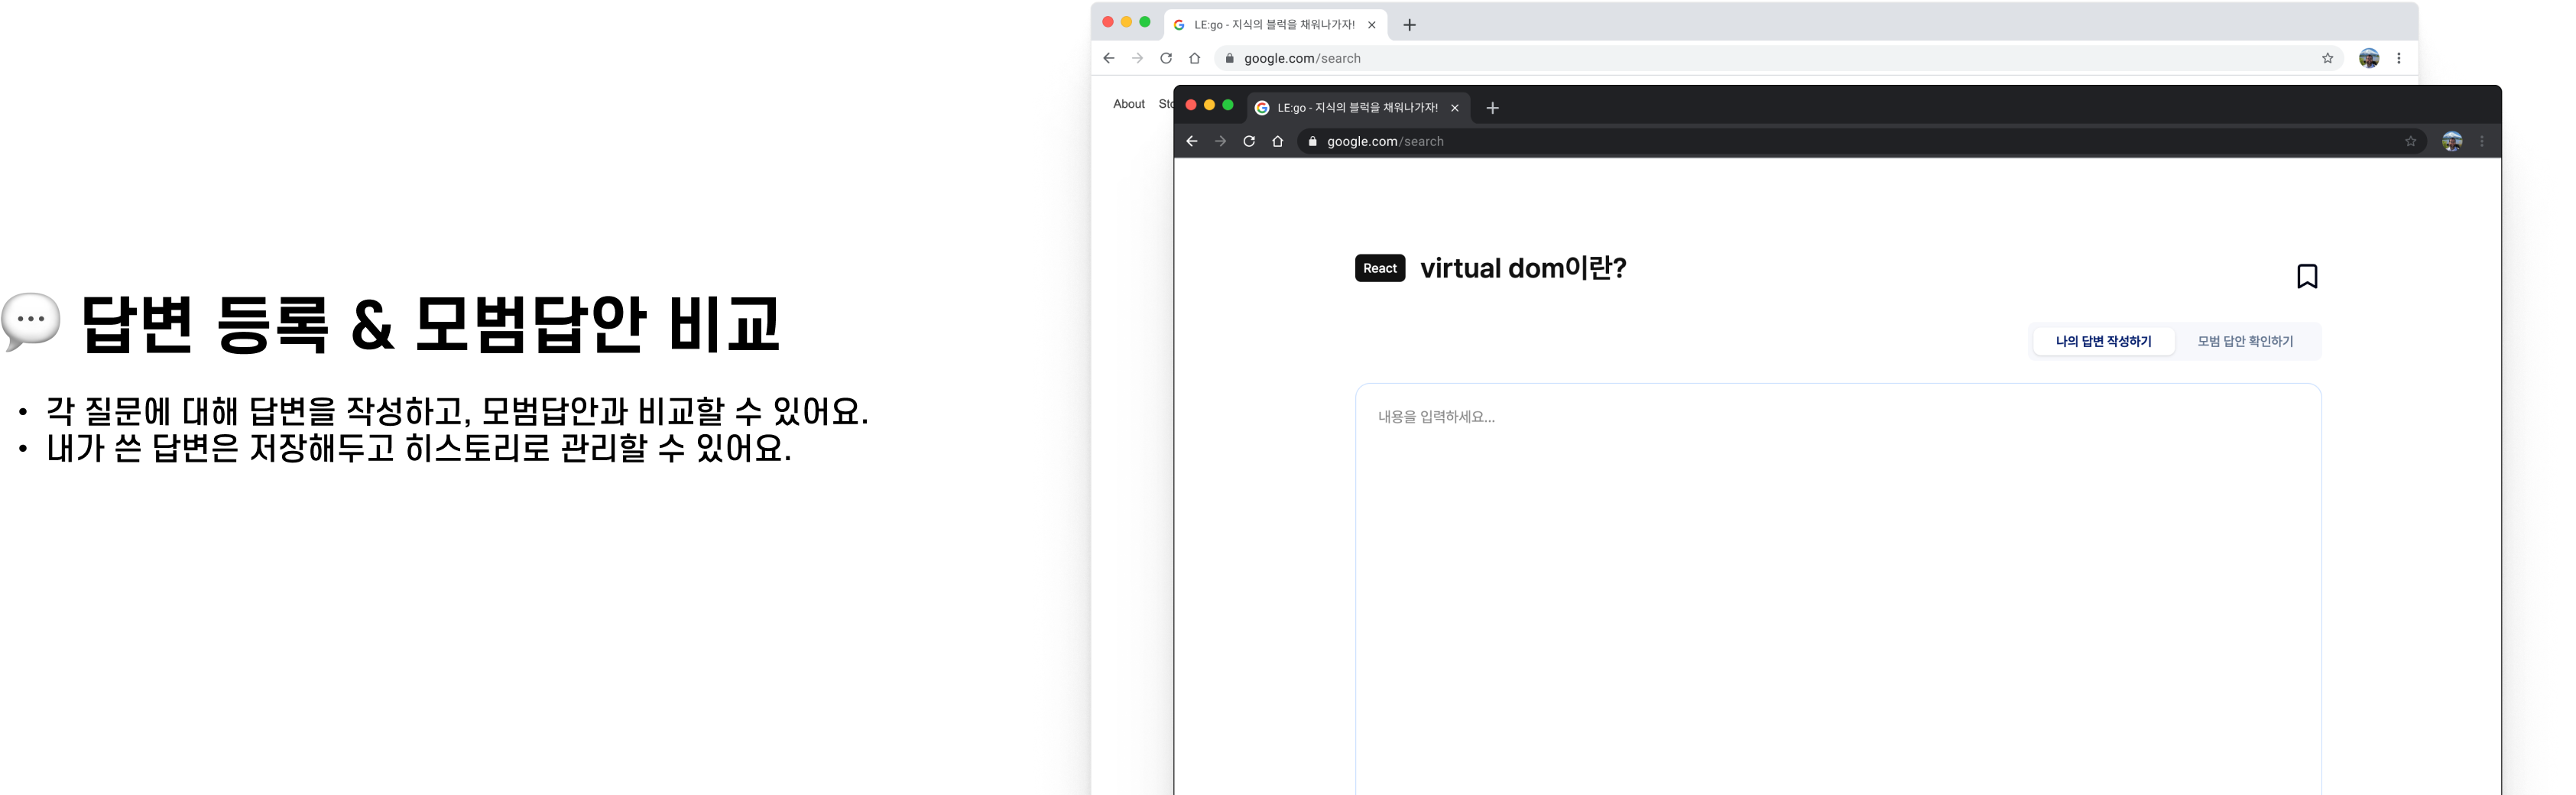 답변 등록 & 모범답안 비교
• 각 질문에 대해 답변을 작성하고, 모범답안과 비교할 수 있어요.
• 내가 쓴 답변은 저장해두고 히스토리로 관리할 수 있어요.
LE:go - 지식의 블럭을 채워나가자!
google.com/search
About
LE:go - 지식의 블럭을 채워나가자!
google.com/search
React virtual dom이란?
나의 답변 작성하기 모범 답안 확인하기
내용을 입력하세요...